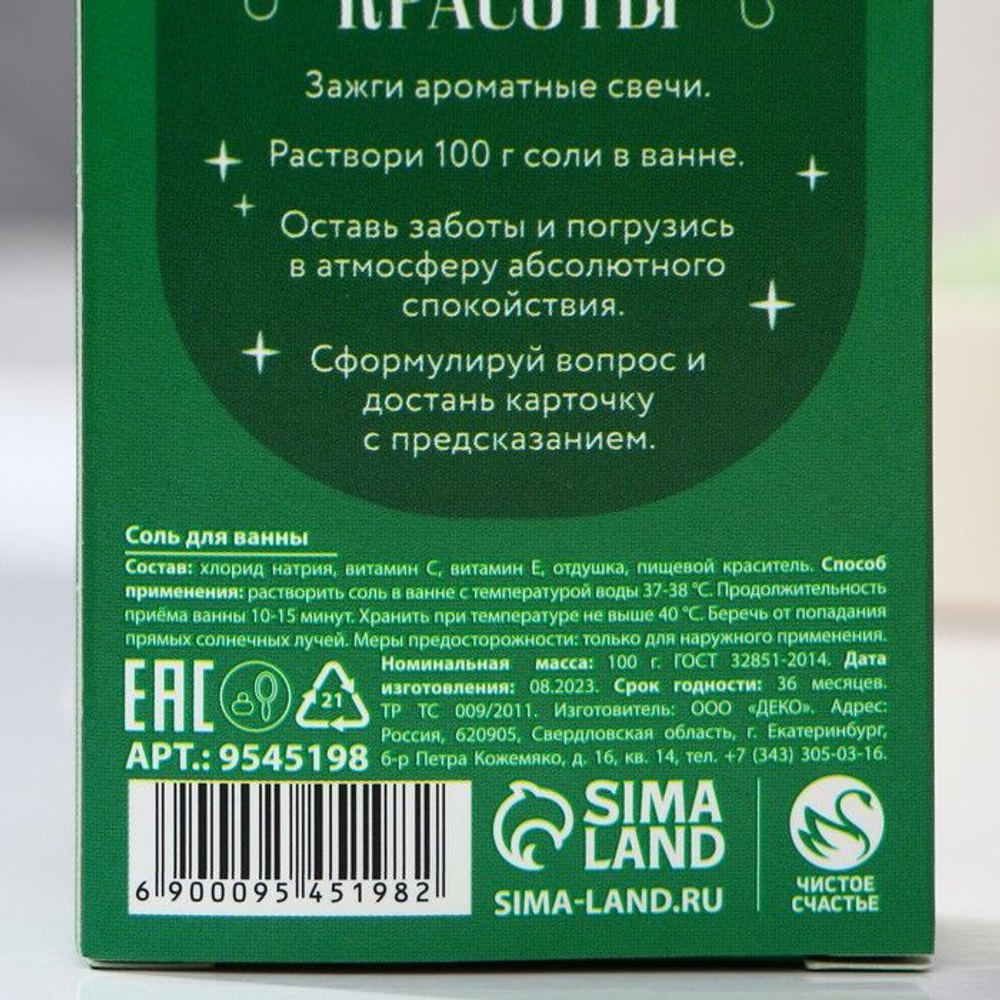 КРАСОТЫ
Зажги ароматные свечи.
Раствори 100 г соли в ванне.
Оставь заботы и погрузись
в атмосферу абсолютного
спокойствия.
Сформулируй вопрос и
достань карточку
с предсказанием.
Соль для ванны
Состав: хлорид натрия, витамин С, витамин Е, отдушка, пищевой краситель. Способ
применения: растворить соль в ванне с температурой воды 37-38 °С. Продолжительность
приёма ванны 10-15 минут. Хранить при температуре не выше 40 °С. Беречь от попадания
прямых солнечных лучей. Меры предосторожности: только для наружного применения.
Номинальная масса: 100 г. ГОСТ 32851-2014. Дата
изготовления: 08.2023. Срок годности: 36 месяцев.
ТР ТС 009/2011. Изготовитель: ООО «ДЕКО». Адрес:
Россия, 620905, Свердловская область, г. Екатеринбург,
б-р Петра Кожемяко, д. 16, кв. 14, тел. +7 (343) 305-03-16.
ЕАС
21
АРТ.: 9545198
6 900095 451982
SIMA
LAND
SIMA-LAND.RU
ЧИСТОЕ
СЧАСТЬЕ